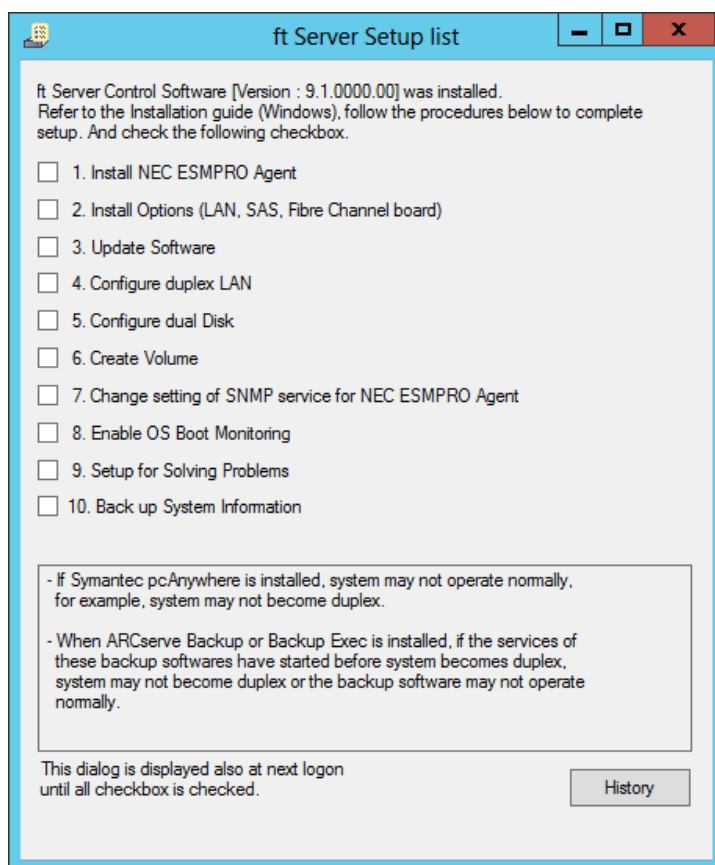 ft Server Setup list
ft Server Control Software [Version : 9.1.0000.00] was installed.
Refer to the Installation guide (Windows), follow the procedures below to complete
setup. And check the following checkbox.
1. Install NEC ESMPRO Agent
2. Install Options (LAN, SAS, Fibre Channel board)
3. Update Software
4. Configure duplex LAN
5. Configure dual Disk
6. Create Volume
7. Change setting of SNMP service for NEC ESMPRO Agent
8. Enable OS Boot Monitoring
9. Setup for Solving Problems
10. Back up System Information
- If Symantec pcAnywhere is installed, system may not operate normally,
for example, system may not become duplex.
- When ARCserve Backup or Backup Exec is installed, if the services of
these backup softwares have started before system becomes duplex,
system may not become duplex or the backup software may not operate
normally.
This dialog is displayed also at next logon
until all checkbox is checked.
History